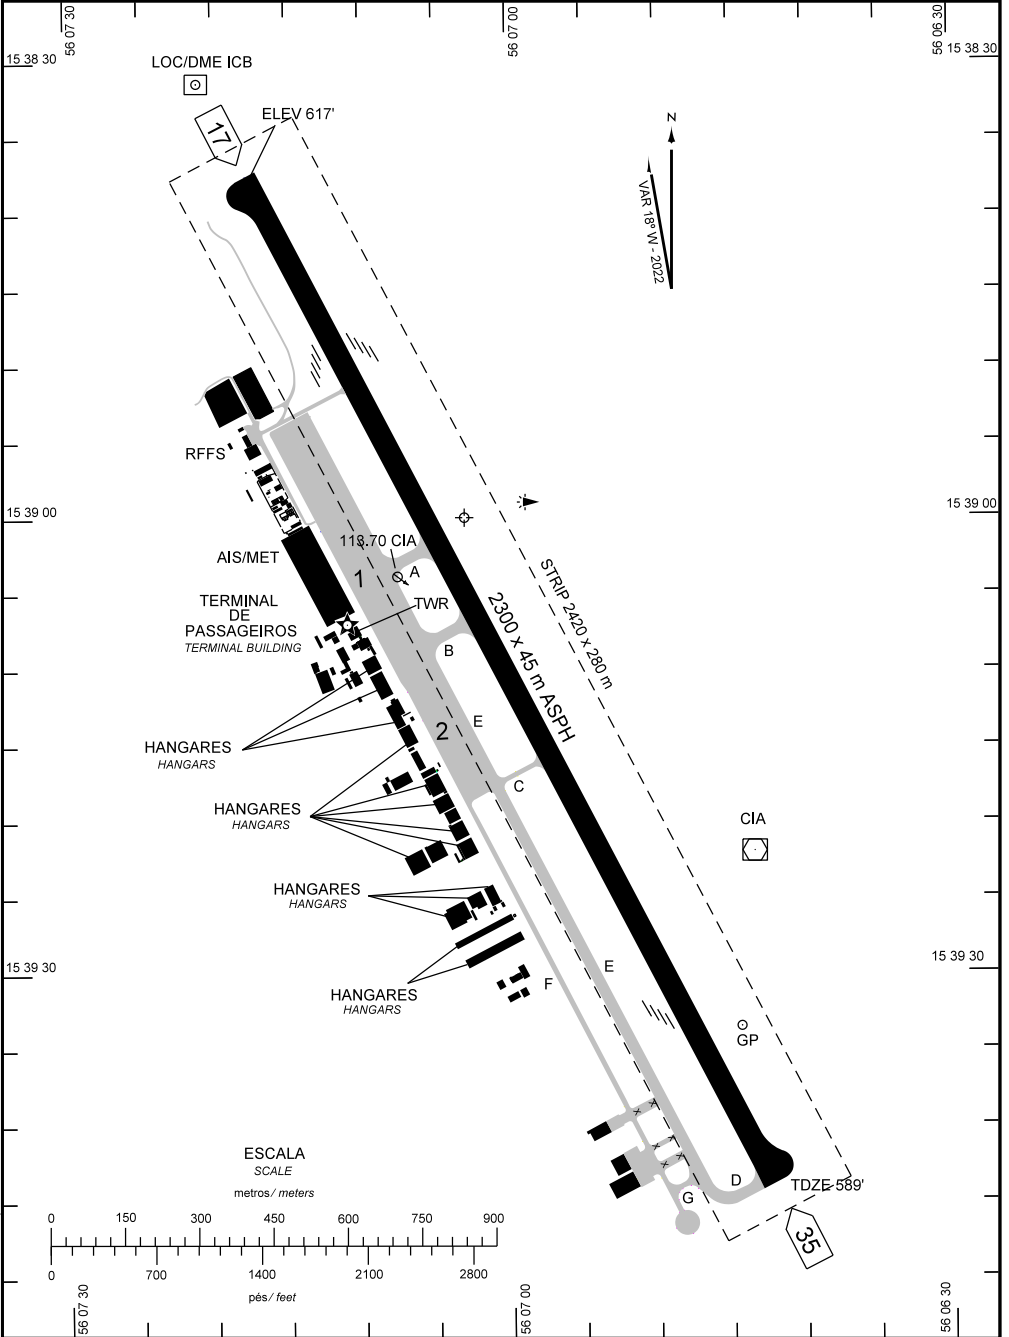 56 07 30
56 07 00
56 06 30
15 38 30
15 38 30
LOC/DME ICB
17
ELEV 617'
N
VAR 18º W - 2022
RFFS
15 39 00
15 39 00
113.70 CIA
AIS/MET
1
A
TWR
TERMINAL
DE
PASSAGEIROS
TERMINAL BUILDING
B
STRIP 2420 x 280 m
2300 x 45 m ASPH
E
2
HANGARES
HANGARS
C
HANGARES
HANGARS
CIA
HANGARES
HANGARS
15 39 30
15 39 30
E
F
HANGARES
HANGARS
GP
D
TDZE 589'
G
35
ESCALA
SCALE
metros / meters
0 150 300 450 600 750 900
0 700 1400 2100 2800
pés / feet
56 07 30
56 07 00
56 06 30